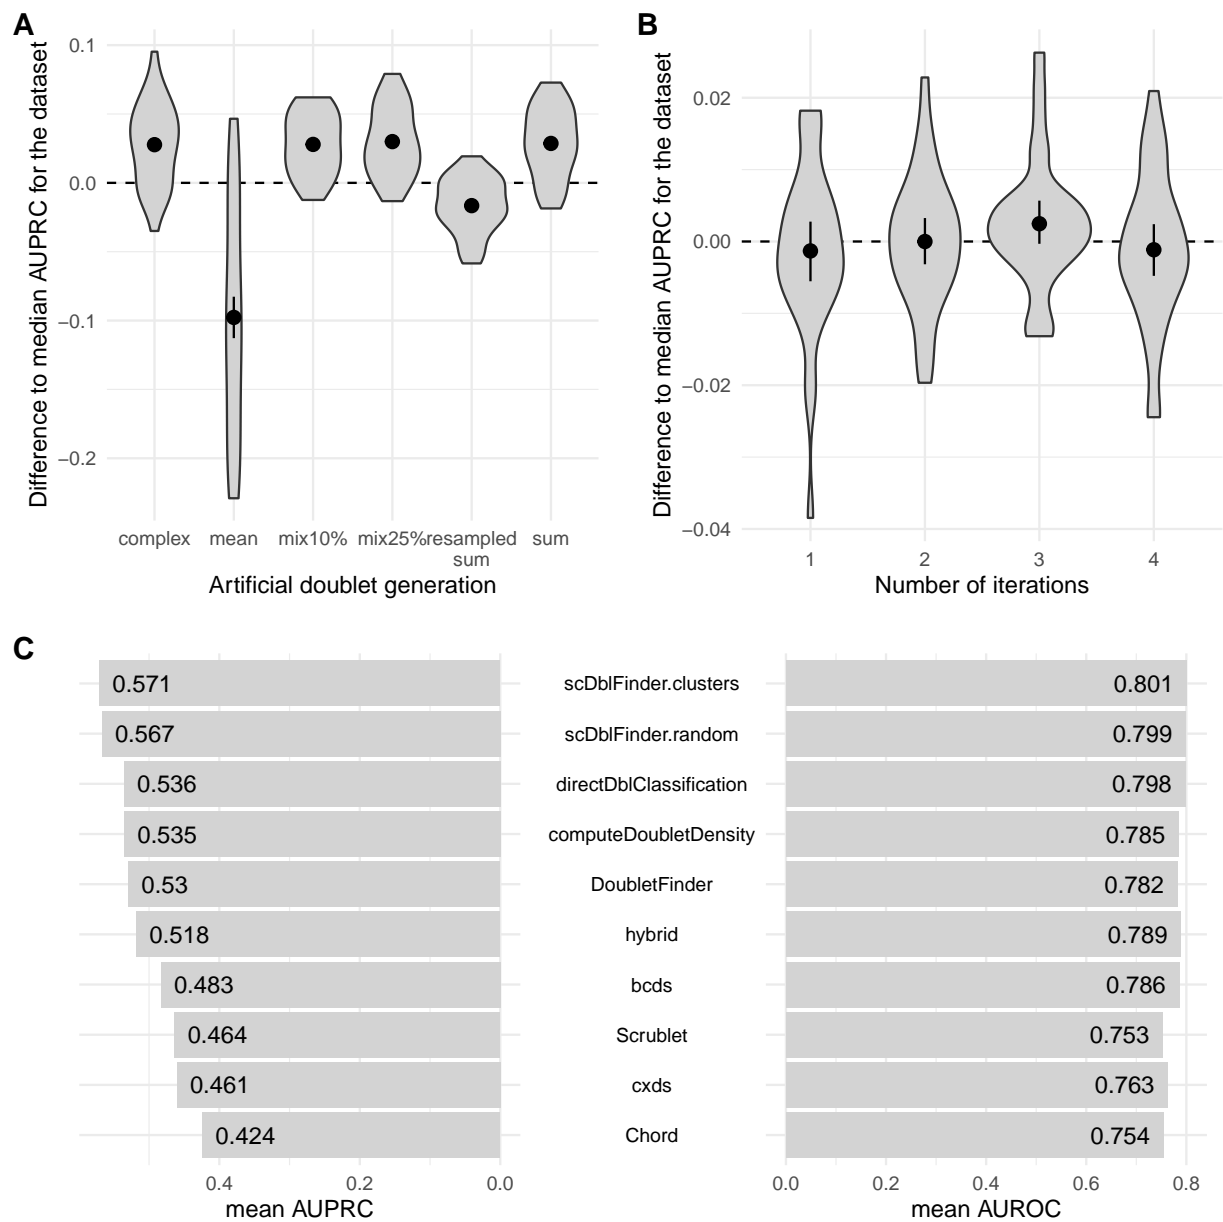 A
Difference to median AUPRC for the dataset
0.1
0.0
−0.1
−0.2
complex mean mix10% mix25% resampled sum
sum
Artificial doublet generation
B
Difference to median AUPRC for the dataset
0.02
0.00
−0.02
−0.04
1 2 3 4
Number of iterations
C
0.571 scDblFinder.clusters 0.801
0.567 scDblFinder.random 0.799
0.536 directDblClassification 0.798
0.535 computeDoubletDensity 0.785
0.53 DoubletFinder 0.782
0.518 hybrid 0.789
0.483 bcds 0.786
0.464 Scrublet 0.753
0.461 cxds 0.763
0.424 Chord 0.754
0.4 0.2 0.0 0.0 0.2 0.4 0.6 0.8
mean AUPRC mean AUROC